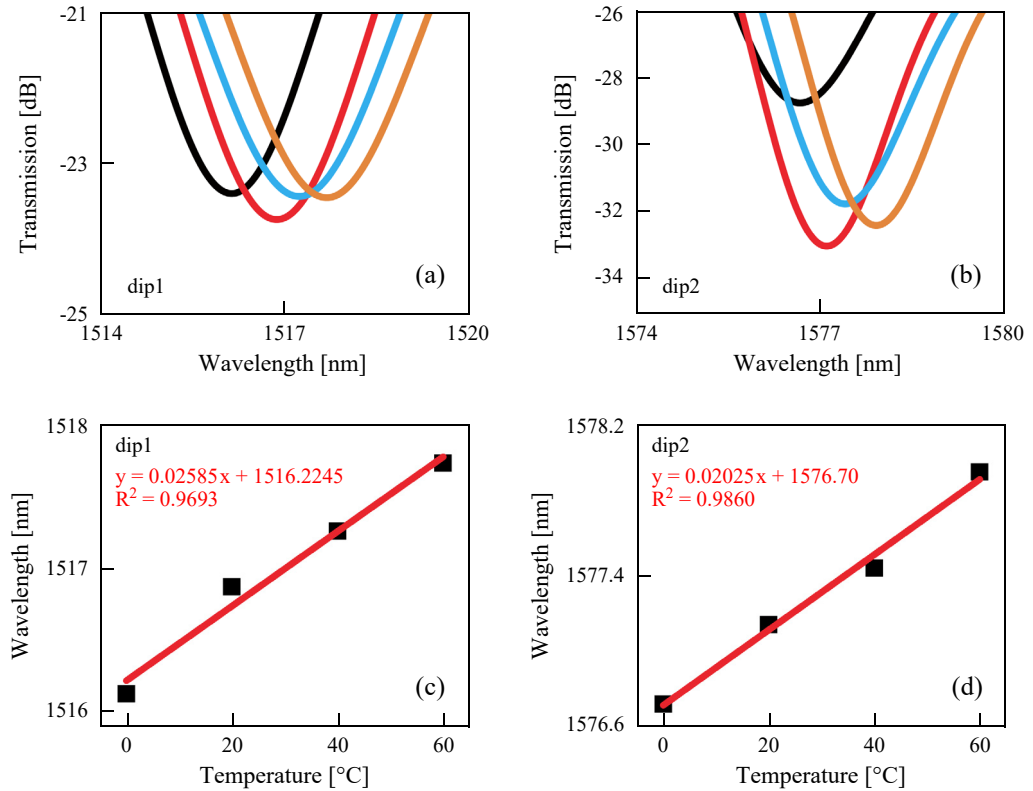 -21
-23
-25
Transmission [dB]
dip1
(a)
1514
1517
1520
Wavelength [nm]
-26
-28
-30
-32
-34
Transmission [dB]
dip2
(b)
1574
1577
1580
Wavelength [nm]
1518
1517
1516
Wavelength [nm]
dip1
y = 0.02585x + 1516.2245
R² = 0.9693
(c)
0
20
40
60
Temperature [°C]
1578.2
1577.4
1576.6
Wavelength [nm]
dip2
y = 0.02025x + 1576.70
R² = 0.9860
(d)
0
20
40
60
Temperature [°C]